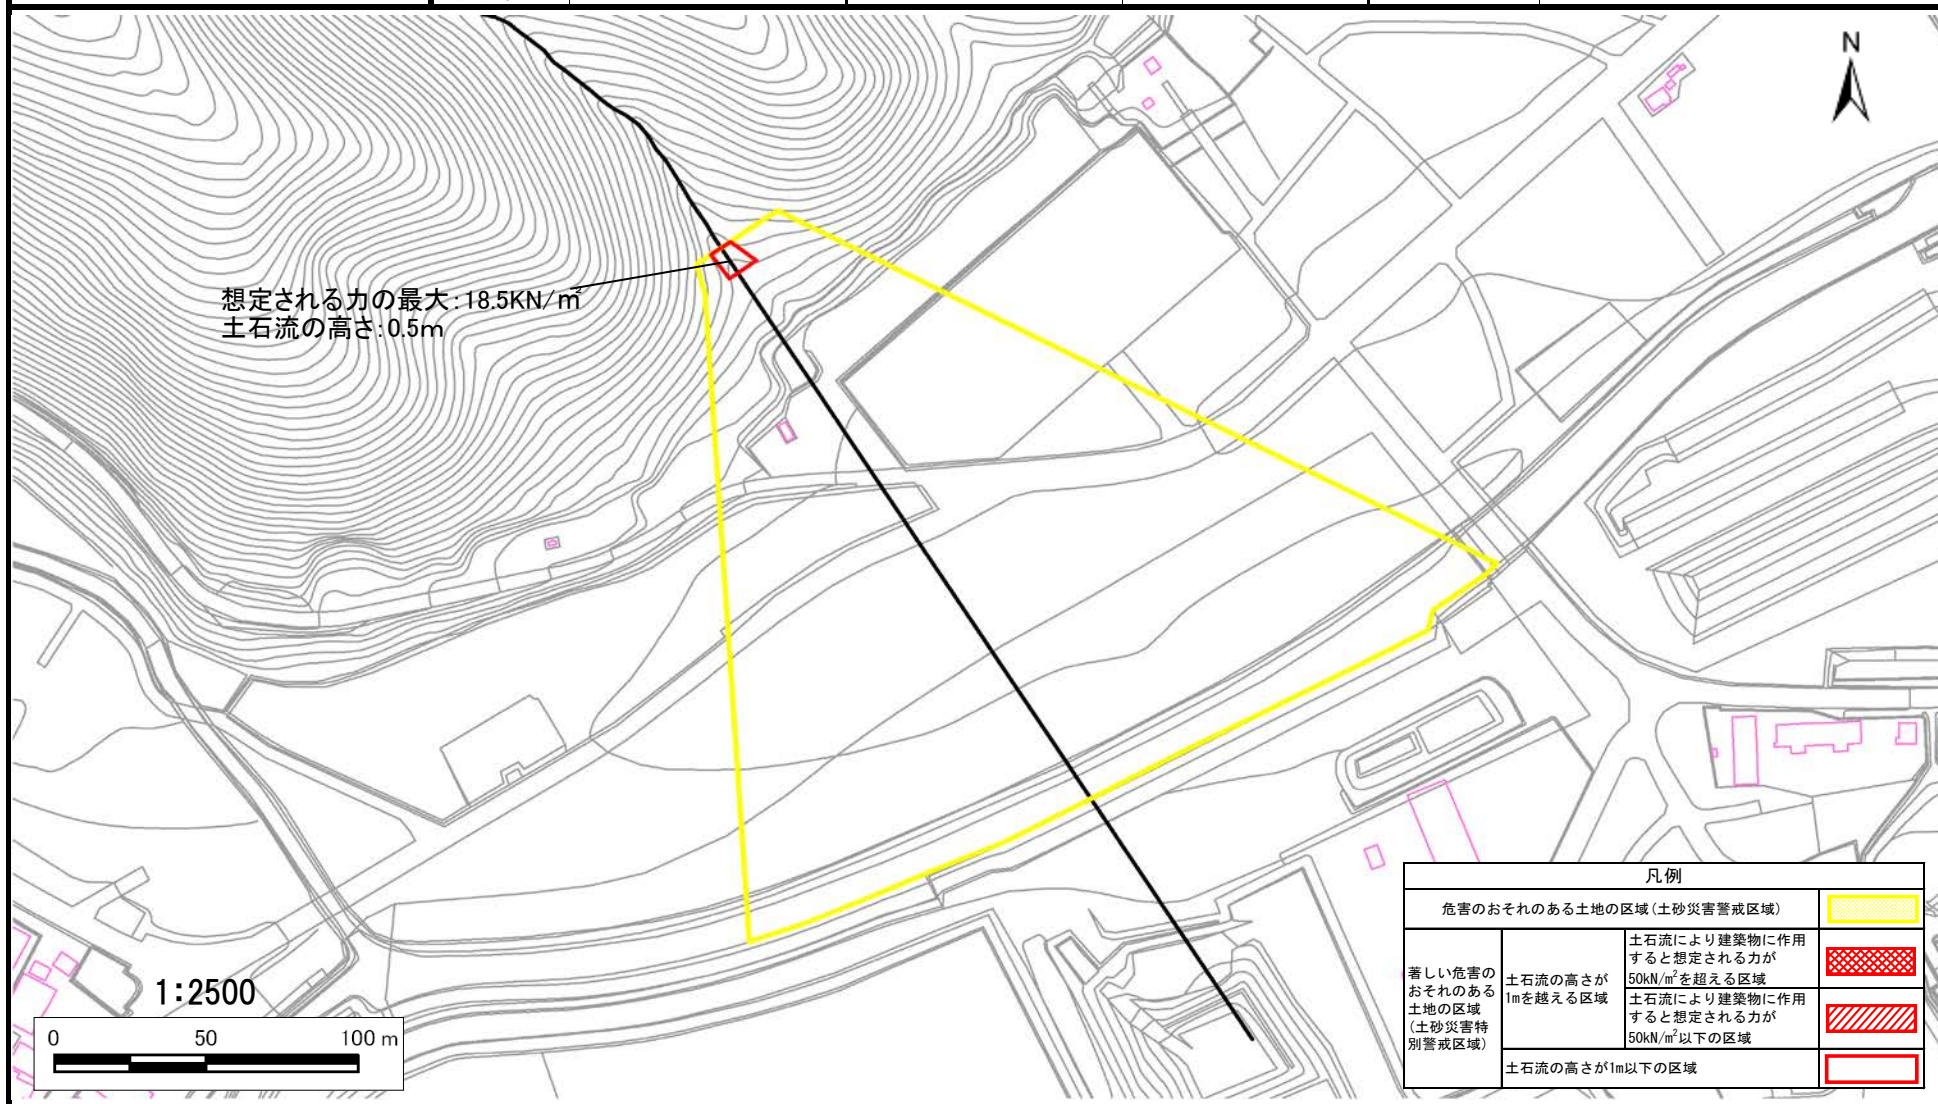 N
想定される力の最大:18.5KN/㎡
土石流の高さ:0.5m
1:2500
0 50 100 m
凡例
危害のおそれのある土地の区域(土砂災害警戒区域)
著しい危害の
おそれのある
土地の区域
(土砂災害特
別警戒区域)
土石流の高さが
1mを越える区域
土石流により建築物に作用
すると想定される力が
50kN/㎡を超える区域
土石流により建築物に作用
すると想定される力が
50kN/㎡以下の区域
土石流の高さが1m以下の区域